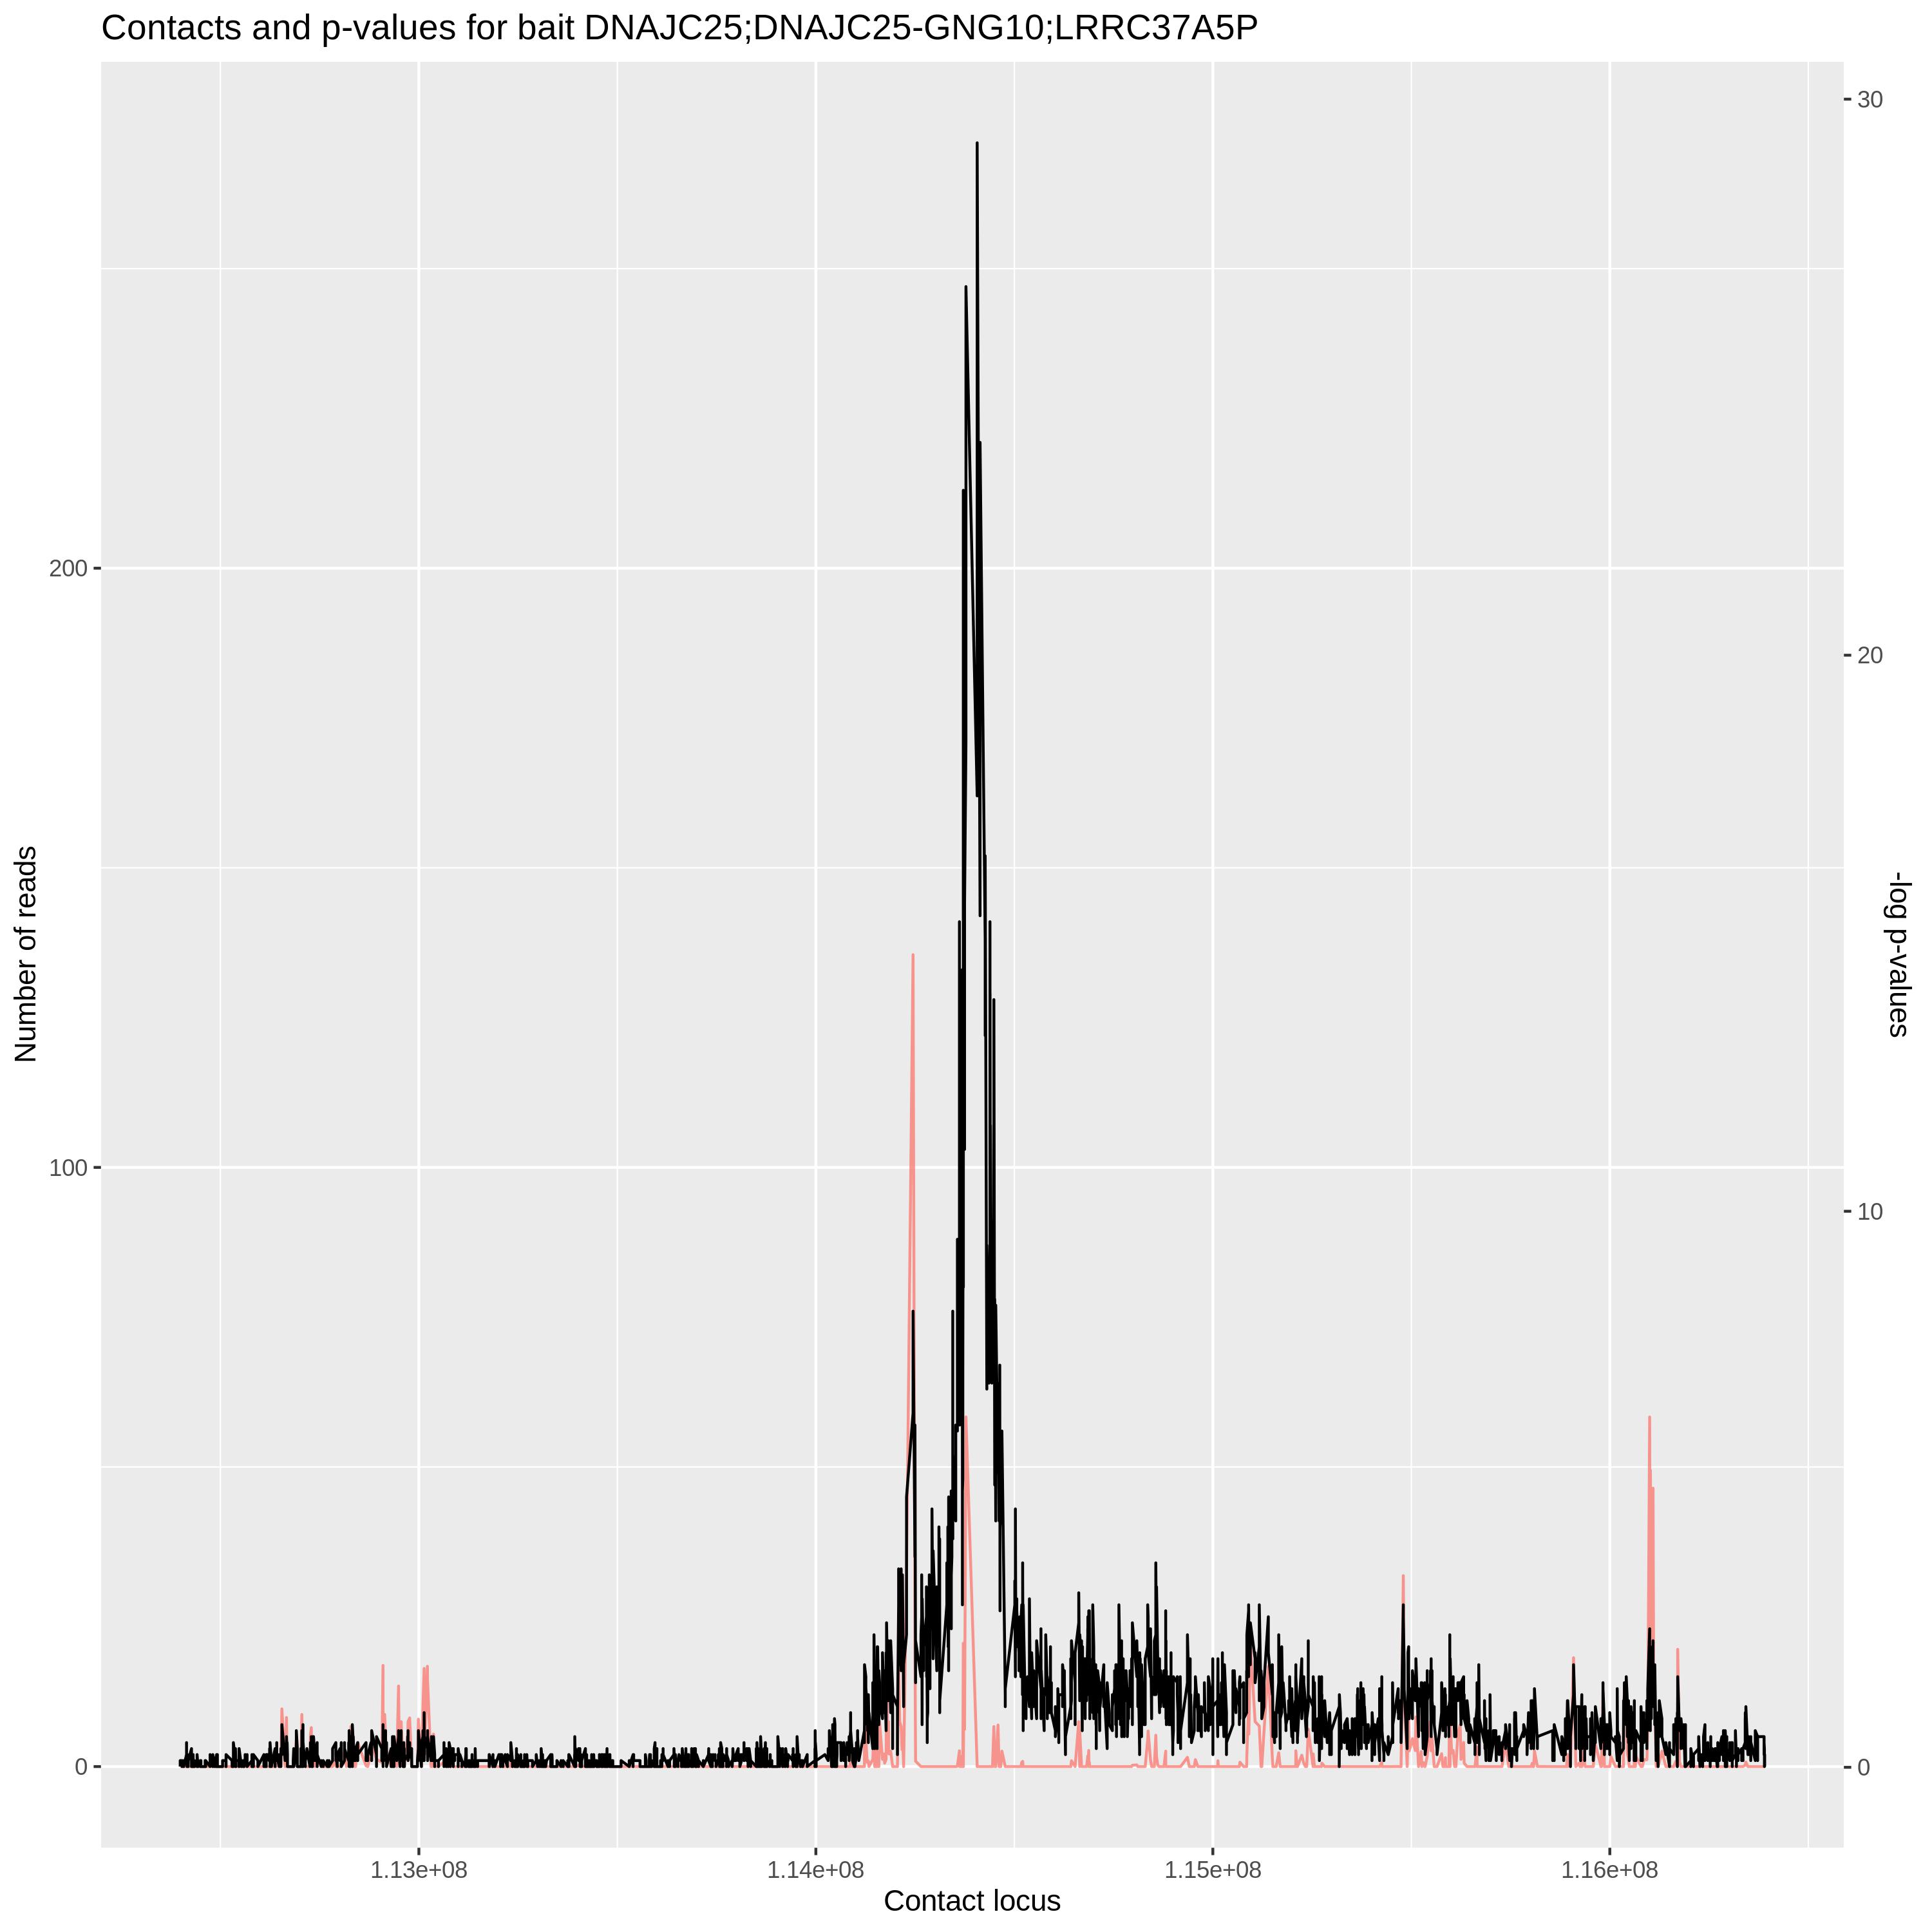 Contacts and p-values for bait DNAJC25;DNAJC25-GNG10;LRRC37A5P
30
200
20
Number of reads
-log p-values
100
10
0
0
1.13e+08
1.14e+08
1.15e+08
1.16e+08
Contact locus